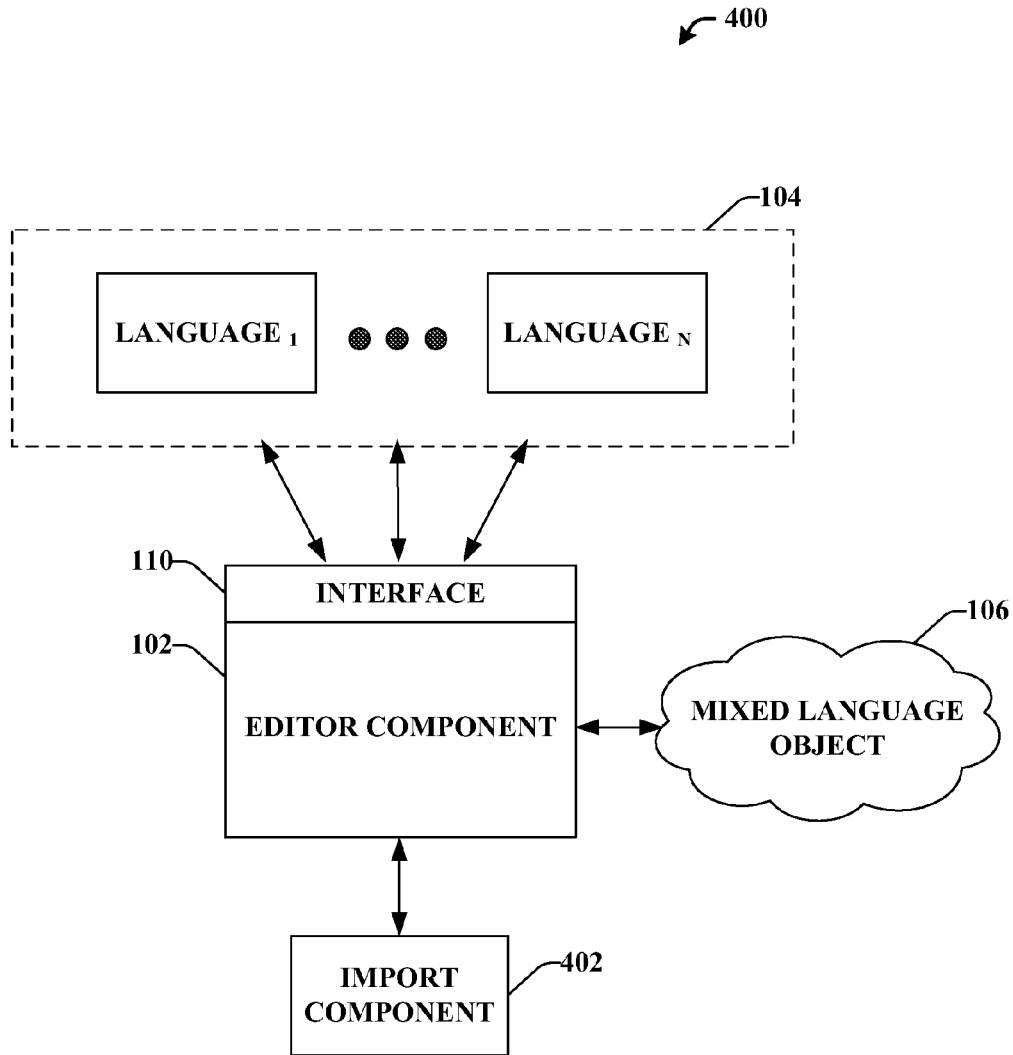 400
104
LANGUAGE 1
LANGUAGE N
110
INTERFACE
102
EDITOR COMPONENT
106
MIXED LANGUAGE
OBJECT
IMPORT
COMPONENT
402